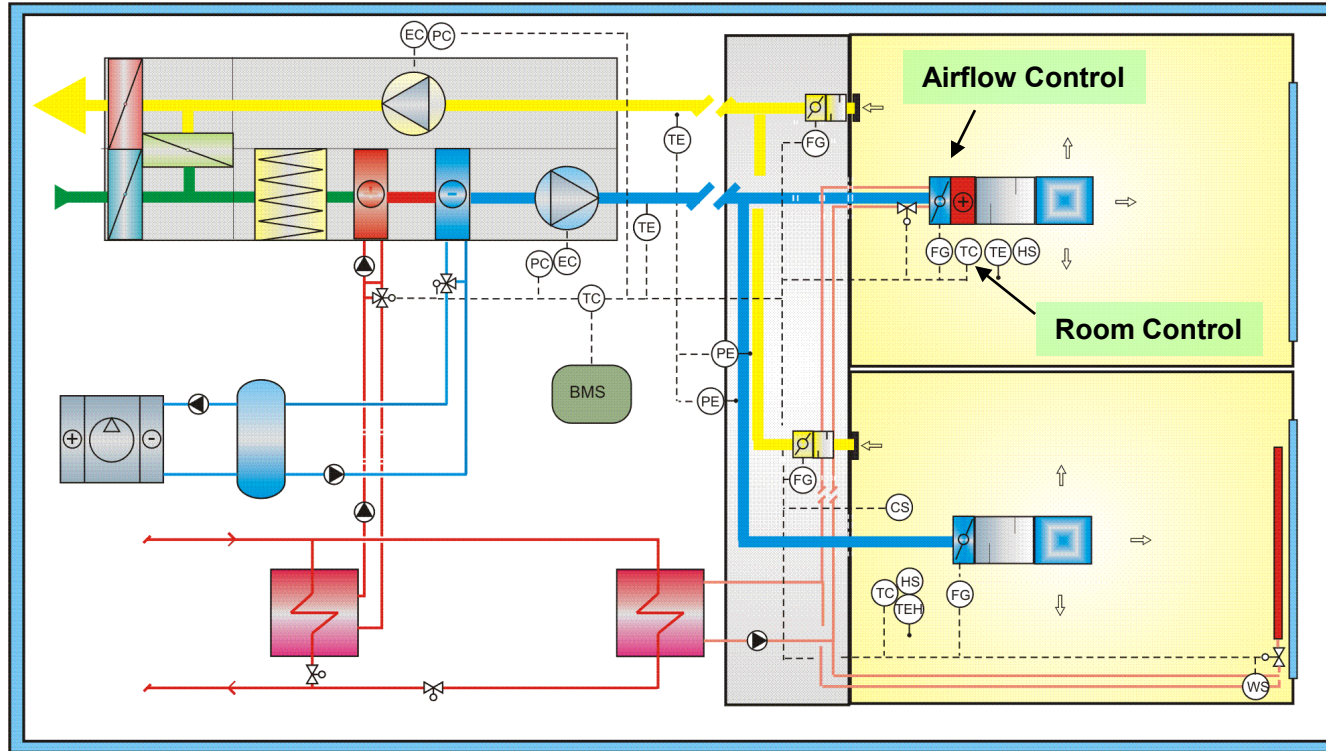 EC PC
Airflow Control
FG
TE
TE
FG TC TE HS
PC EC
TC
Room Control
PE
BMS
PE
FG
CS
HS
TC
TEH
FG
WS